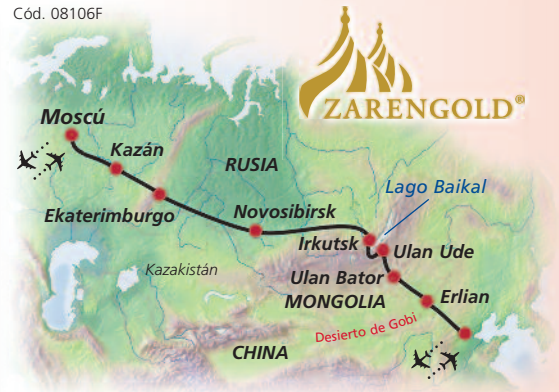 Cód. 08106F
ZARENGOLD®
Moscú
Kazán
RUSIA
Lago Baikal
Ekaterimburgo
Novosibirsk
Irkutsk
Ulan Ude
Kazakistán
Ulan Bator
MONGOLIA
Erlian
Desierto de Gobi
CHINA